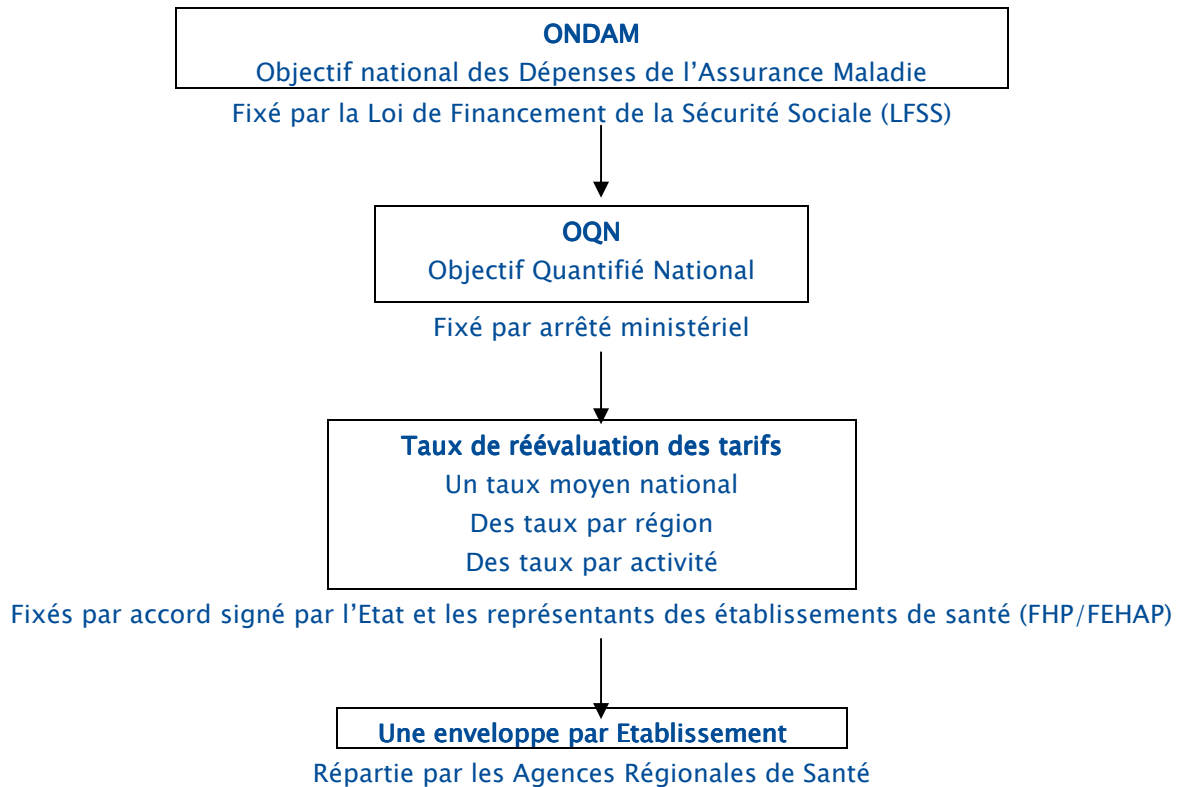 ONDAM
Objectif national des Dépenses de l’Assurance Maladie
Fixé par la Loi de Financement de la Sécurité Sociale (LFSS)
OQN
Objectif Quantifié National
Fixé par arrêté ministériel
Taux de réévaluation des tarifs
Un taux moyen national
Des taux par région
Des taux par activité
Fixés par accord signé par l’Etat et les représentants des établissements de santé (FHP/FEHAP)
Une enveloppe par Etablissement
Répartie par les Agences Régionales de Santé